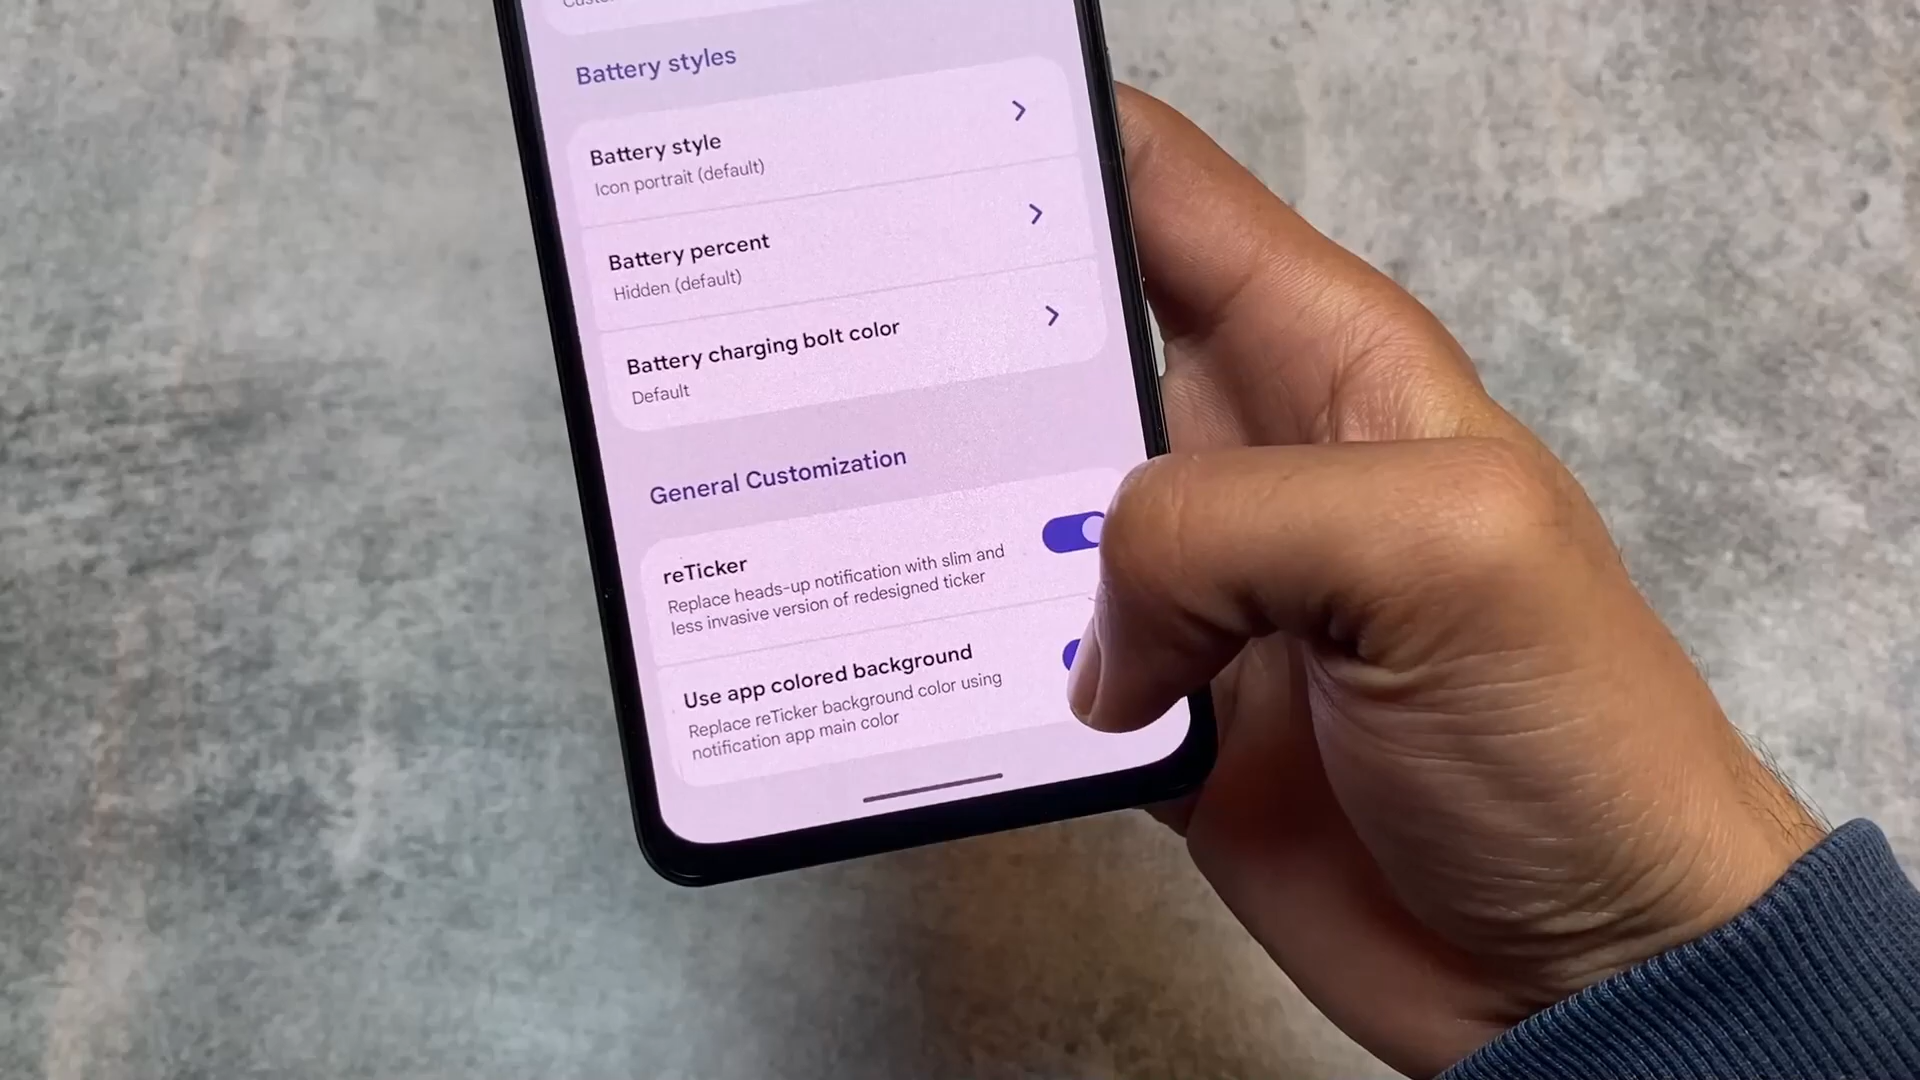 Battery styles
Battery style
Icon portrait (default)
Battery percent
Hidden (default)
Battery charging bolt color
Default
General Customization
reTicker
Replace heads-up notification with slim and
less invasive version of redesigned ticker
Use app colored background
Replace reTicker background color using
notification app main color